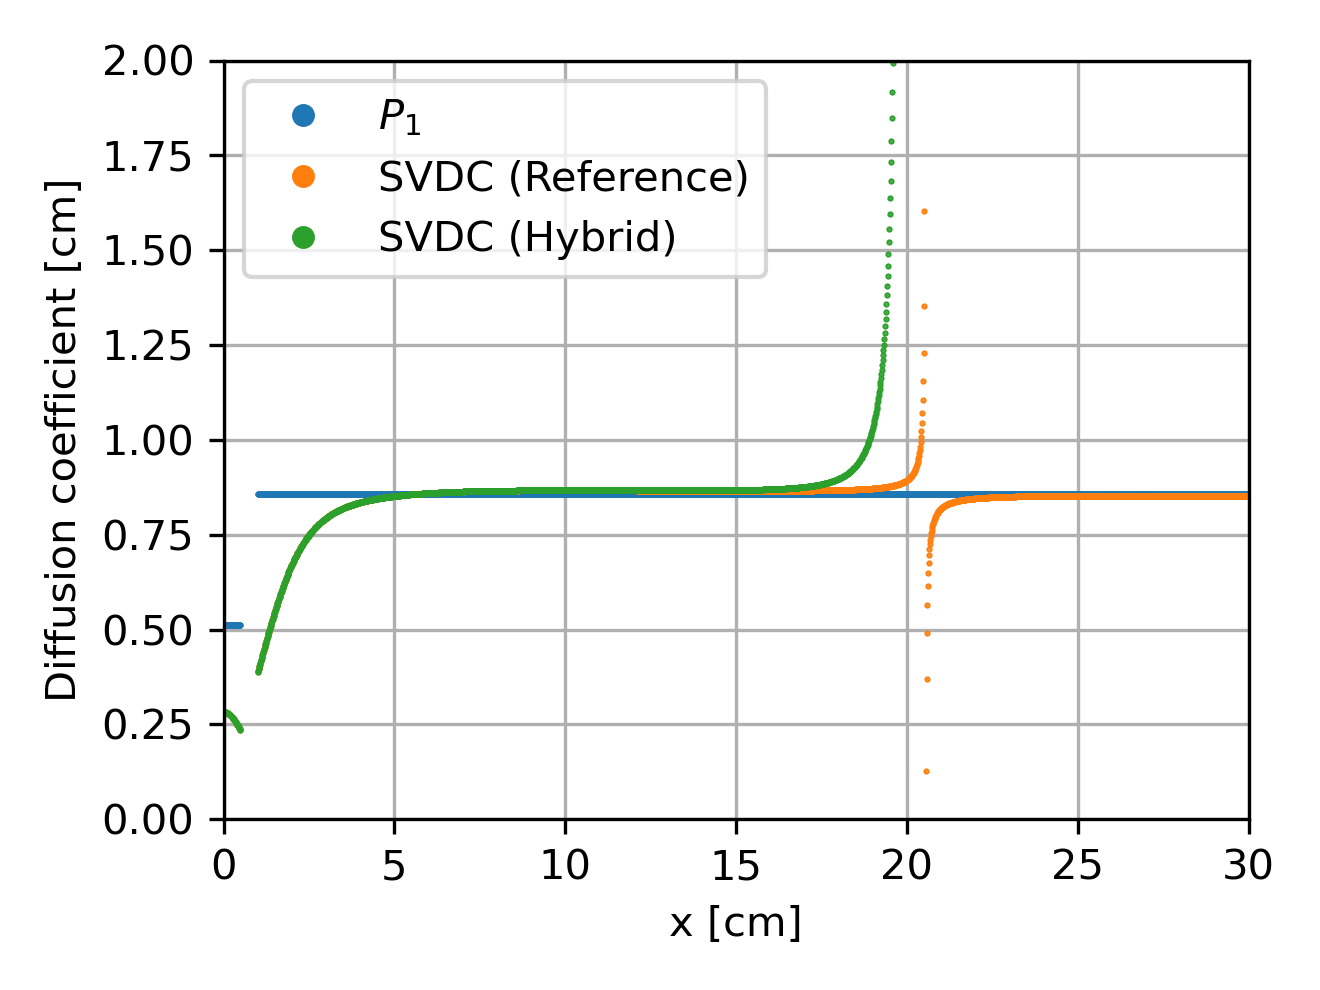 2.00
1.75
1.50
1.25
1.00
0.75
0.50
0.25
0.00
Diffusion coefficient [cm]
P₁
SVDC (Reference)
SVDC (Hybrid)
0 5 10 15 20 25 30
x [cm]